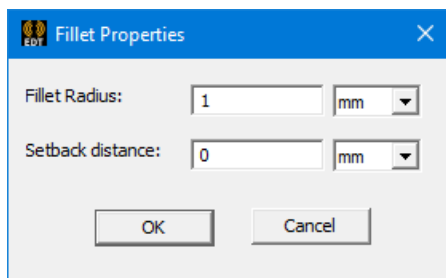 EDT Fillet Properties
Fillet Radius: 1 mm
Setback distance: 0 mm
OK Cancel